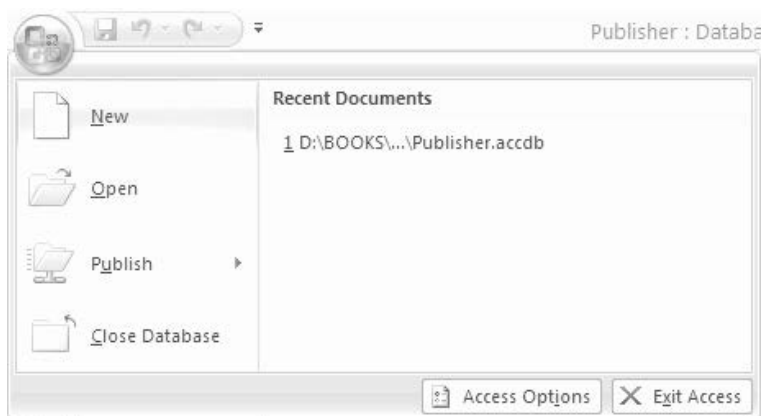 Publisher : Databa
New
Recent Documents
1 D:\BOOKS\...\Publisher.accdb
Open
Publish
Close Database
Access Options
Exit Access